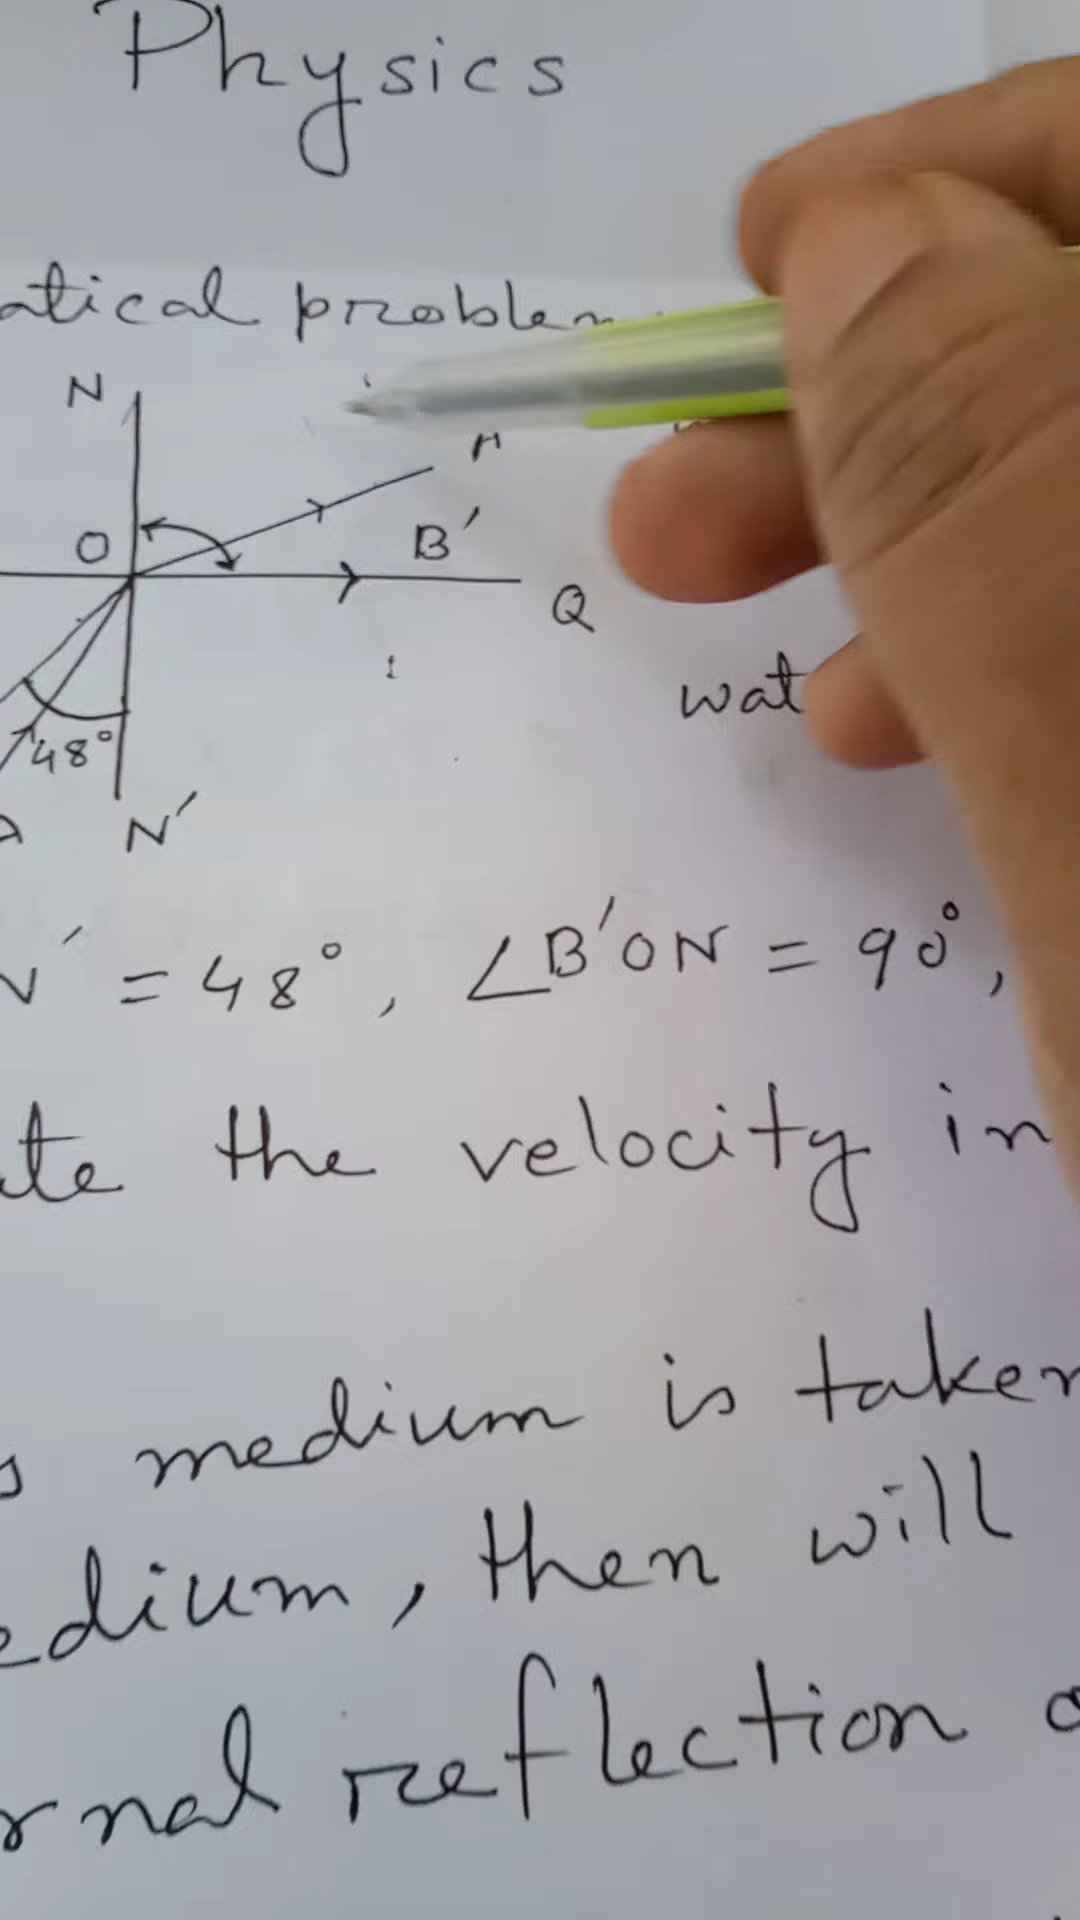 Physics
atical problem
N
A
O
B′
Q
wat
48°
N′
N′ = 48°, ∠B′ON = 90°,
te the velocity in
s medium is taken
edium, then will
rnal reflection